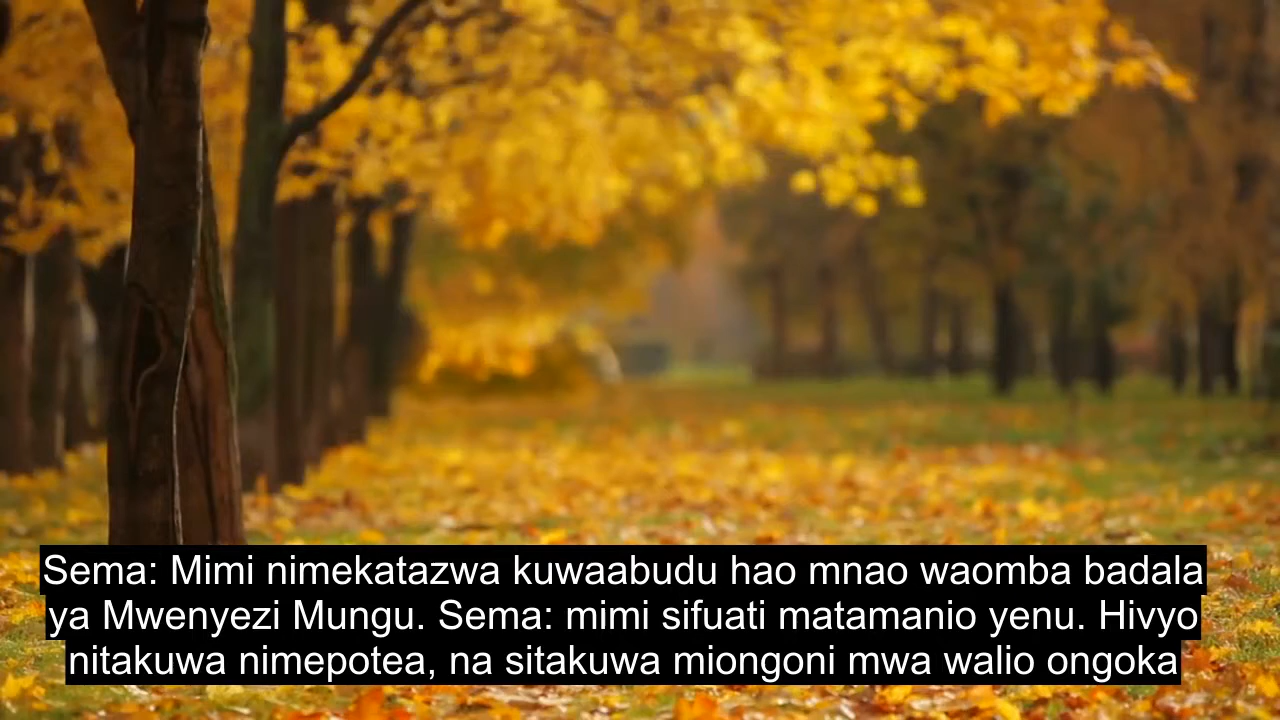 Sema: Mimi nimekatazwa kuwaabudu hao mnao waomba badala
ya Mwenyezi Mungu. Sema: mimi sifuati matamanio yenu. Hivyo
nitakuwa nimepotea, na sitakuwa miongoni mwa walio ongoka